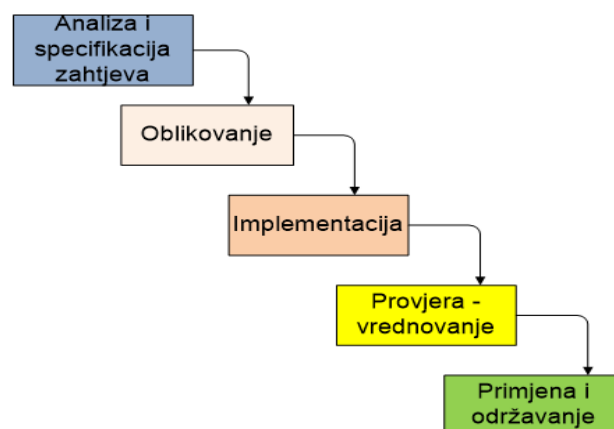 Analiza i
specifikacija
zahtjeva
Oblikovanje
Implementacija
Provjera -
vrednovanje
Primjena i
održavanje